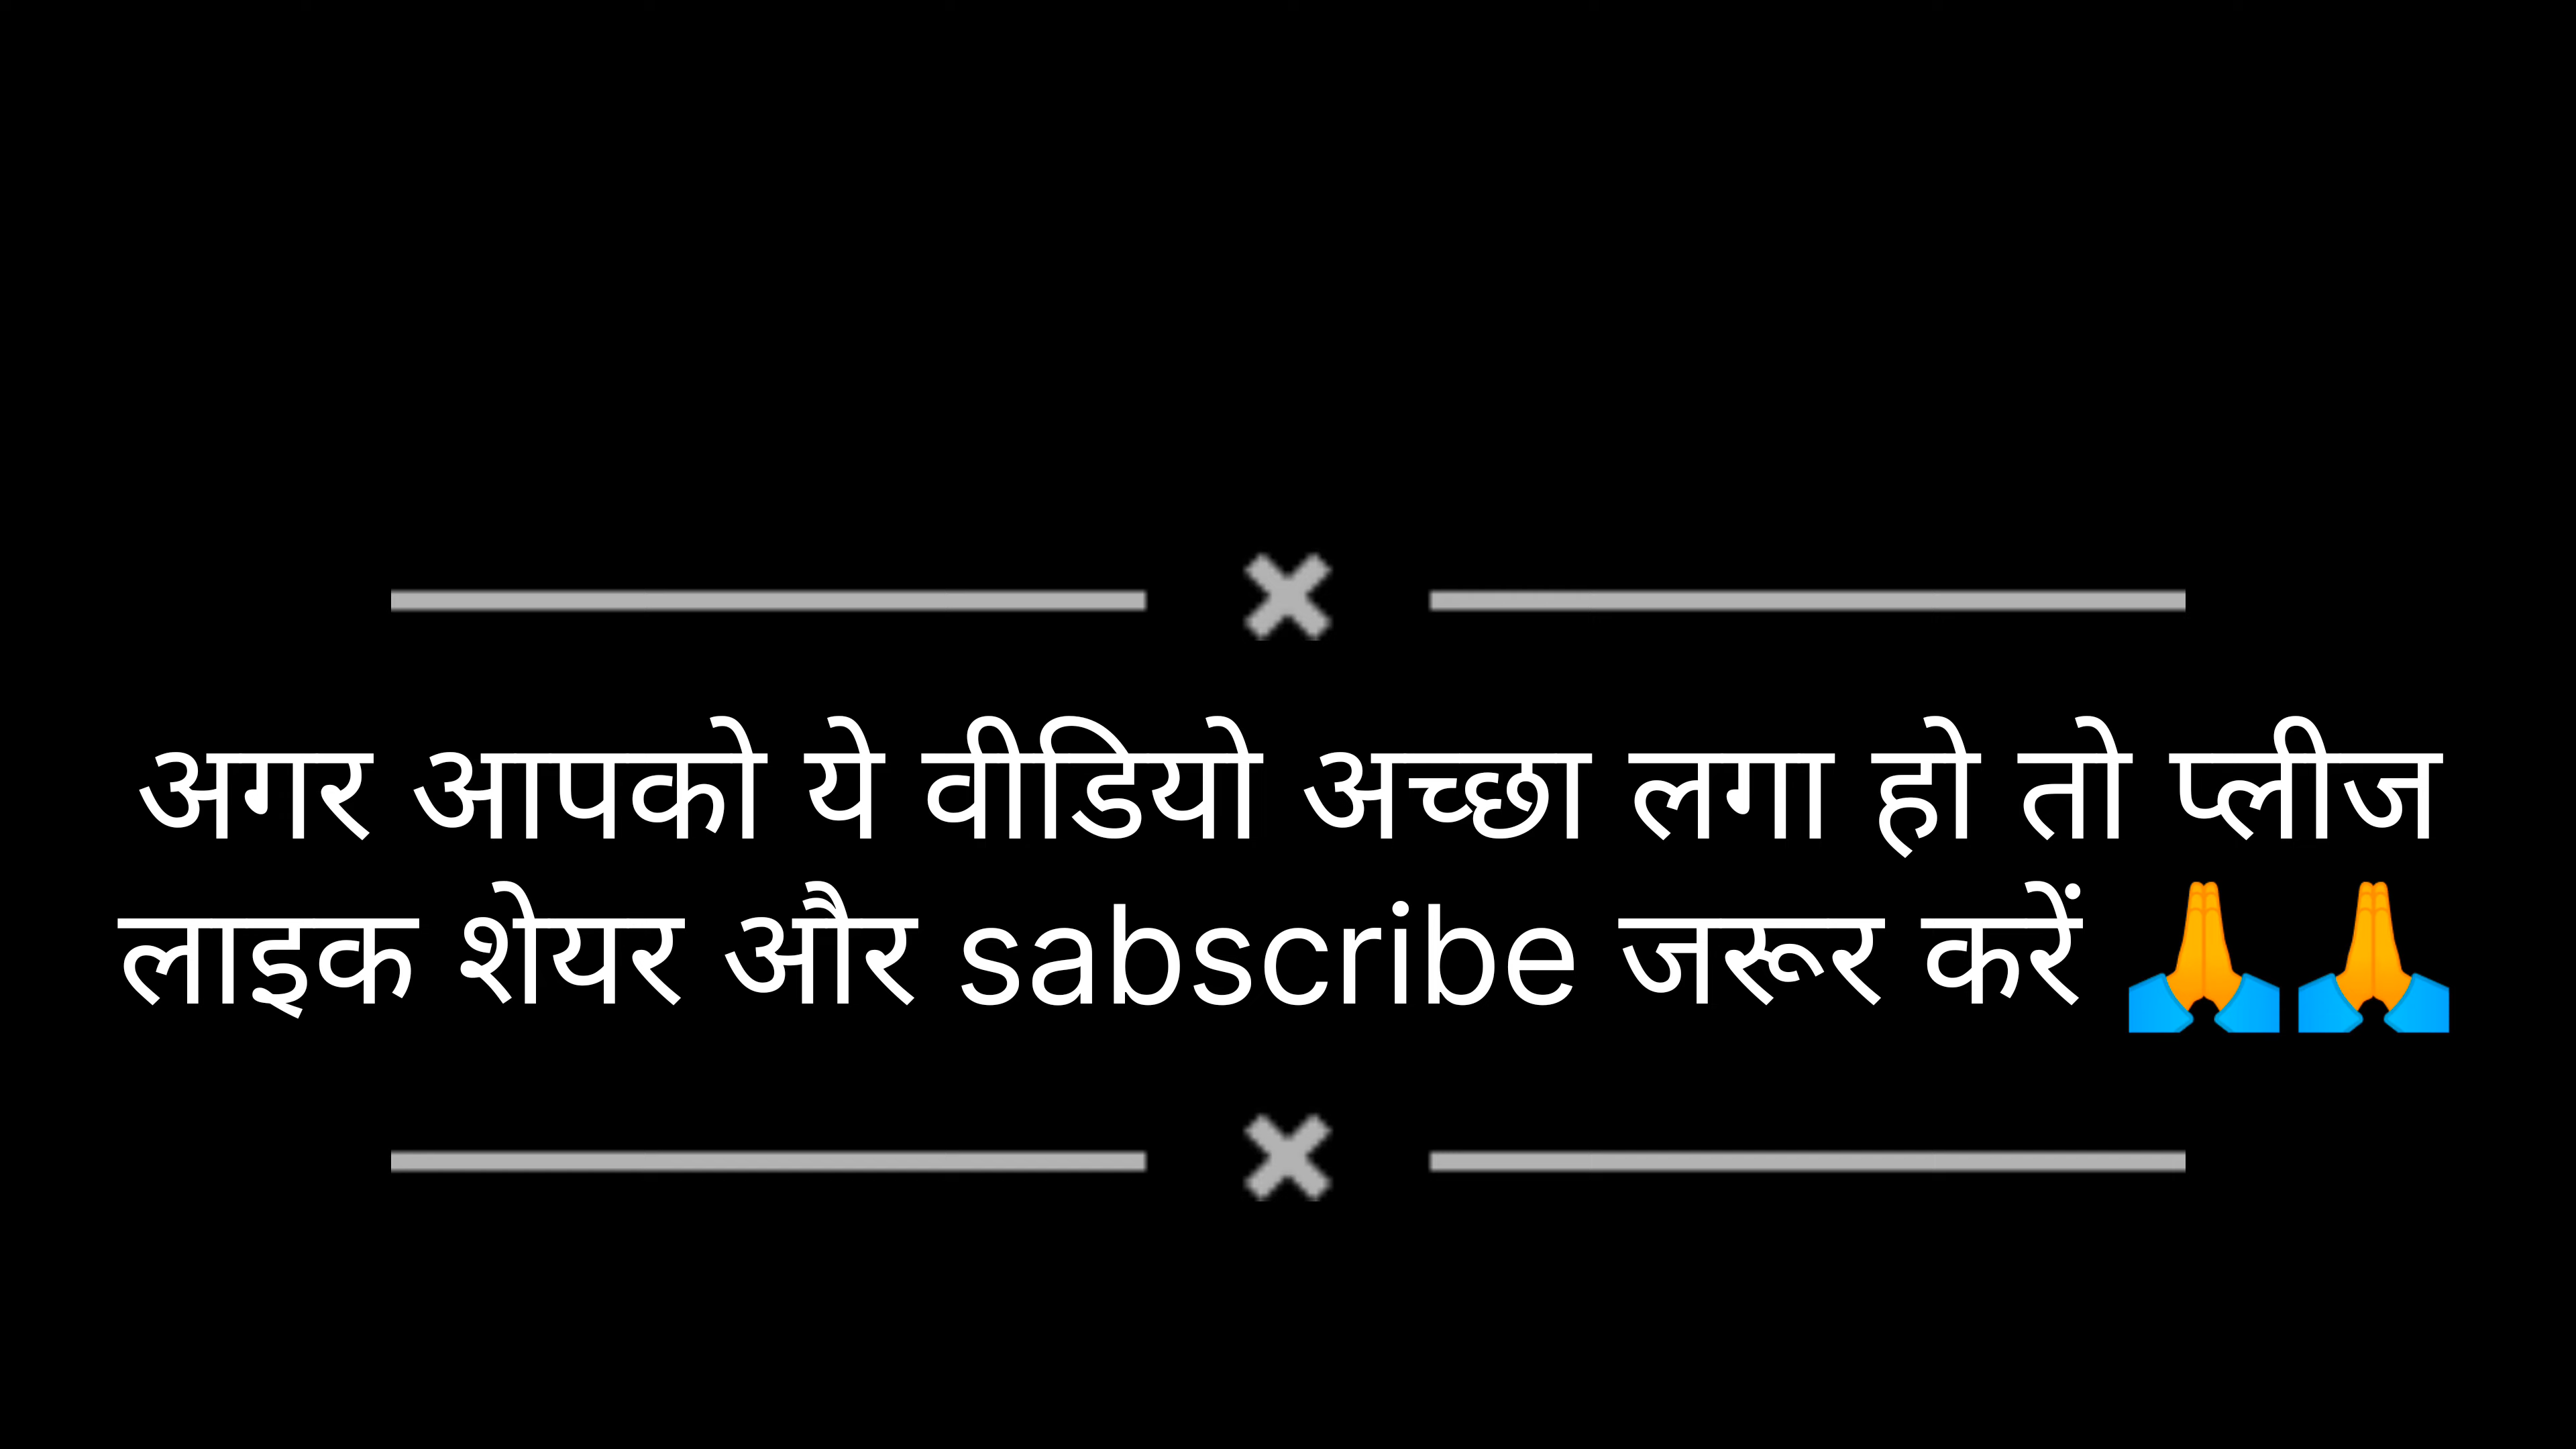 अगर आपको ये वीडियो अच्छा लगा हो तो प्लीज
लाइक शेयर और sabscribe जरूर करें 🙏🙏